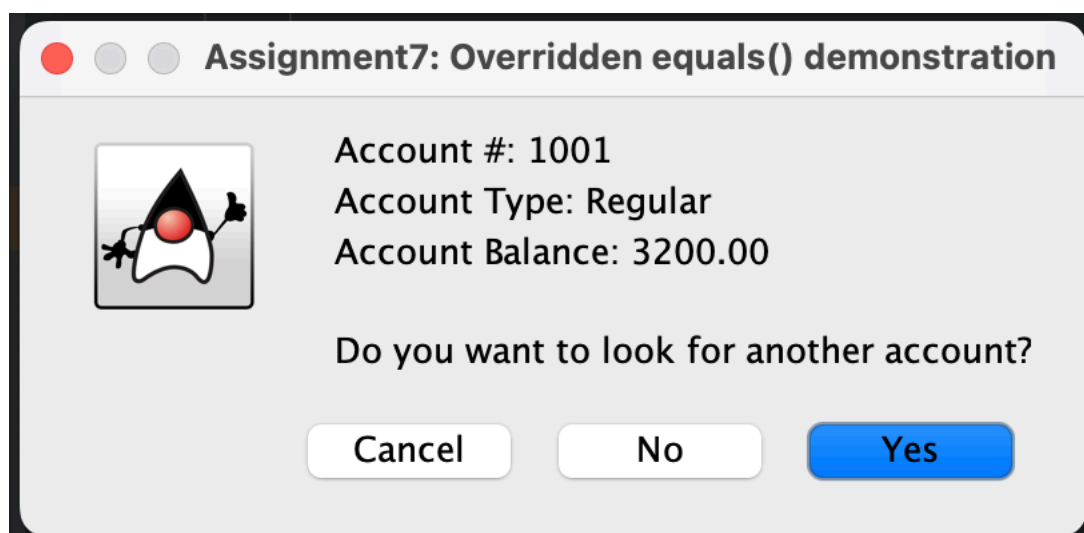 Assignment7: Overridden equals() demonstration
Account #: 1001
Account Type: Regular
Account Balance: 3200.00
Do you want to look for another account?
Cancel No Yes